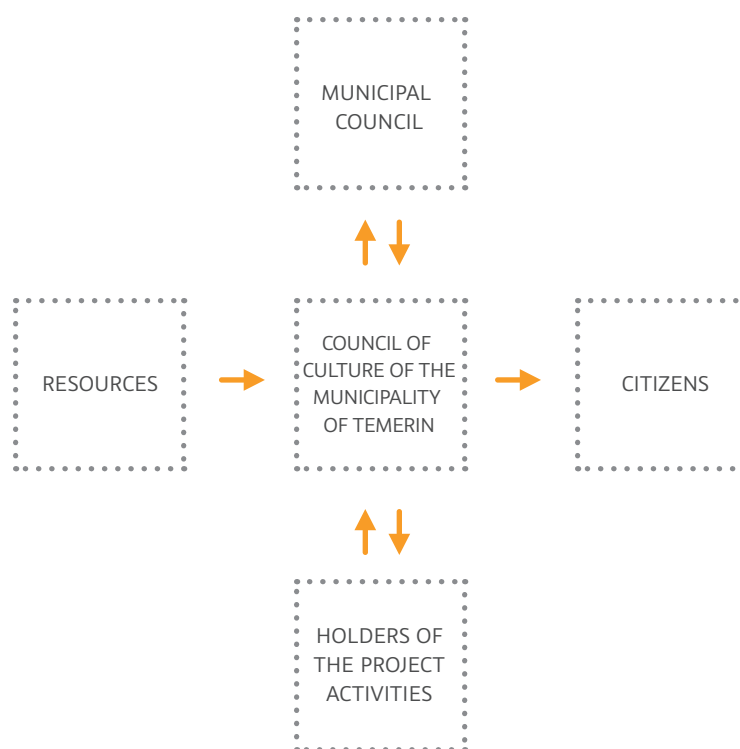 MUNICIPAL
COUNCIL
RESOURCES
COUNCIL OF
CULTURE OF THE
MUNICIPALITY
OF TEMERIN
CITIZENS
HOLDERS OF
THE PROJECT
ACTIVITIES